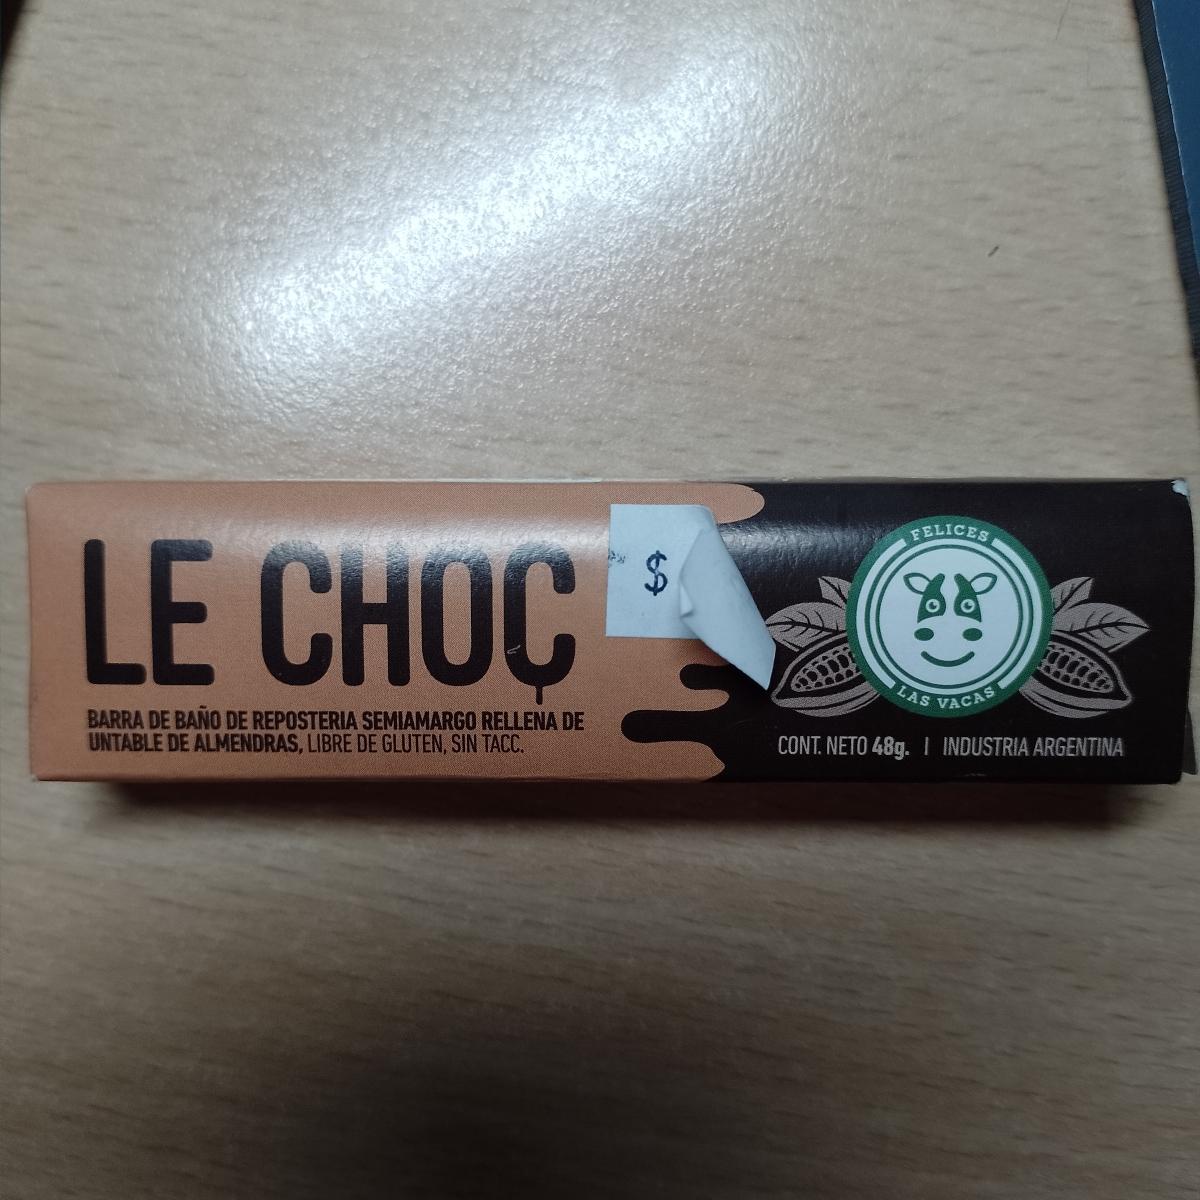 LE CHOC
BARRA DE BAÑO DE REPOSTERIA SEMIAMARGO RELLENA DE
UNTABLE DE ALMENDRAS, LIBRE DE GLUTEN, SIN TACC.
$
FELICES
LAS VACAS
CONT. NETO 48g. | INDUSTRIA ARGENTINA